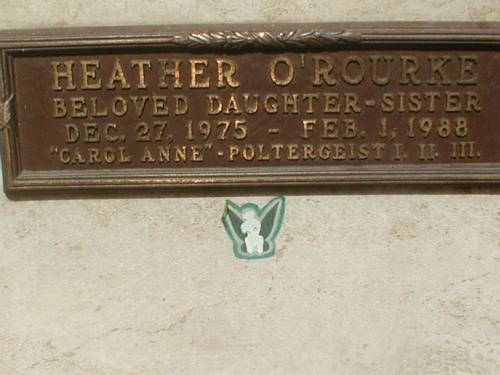 HEATHER O'ROURKE
BELOVED DAUGHTER-SISTER
DEC. 27, 1975 - FEB. 1, 1988
"CAROL ANNE"-POLTERGEIST I. II. III.